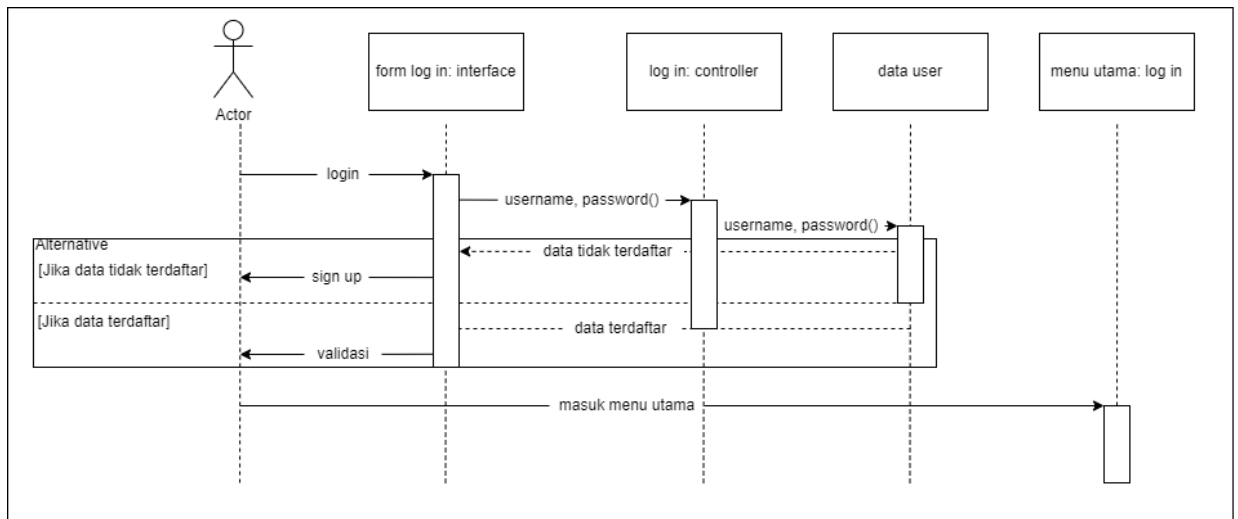 Actor
form log in: interface
log in: controller
data user
menu utama: log in
login
username, password()
username, password()
Alternative
data tidak terdaftar
[Jika data tidak terdaftar]
sign up
[Jika data terdaftar]
data terdaftar
validasi
masuk menu utama